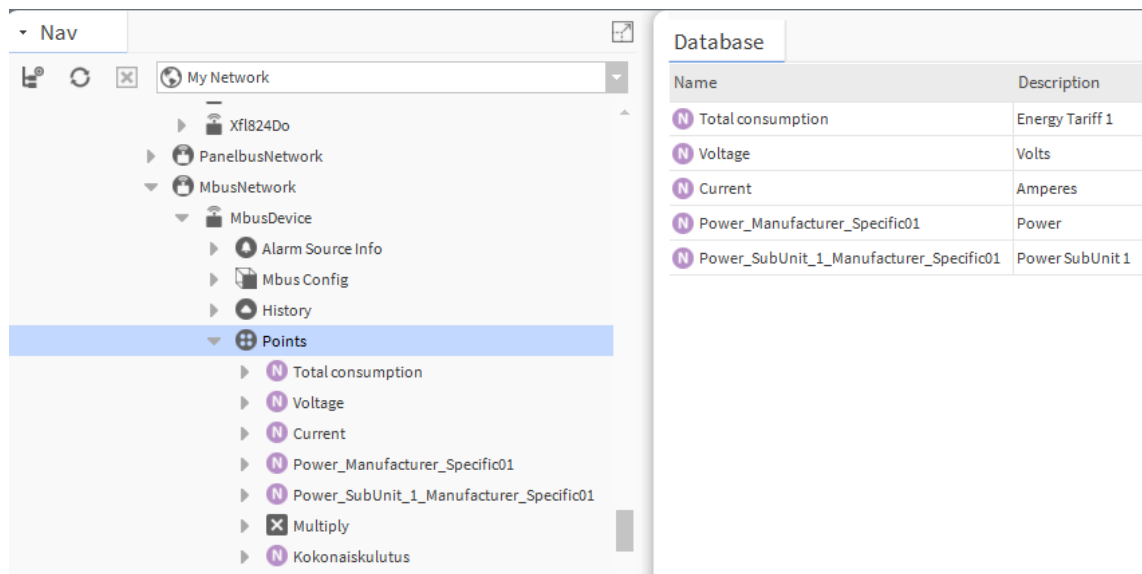 Nav
My Network
Xfl824Do
PanelbusNetwork
MbusNetwork
MbusDevice
Alarm Source Info
Mbus Config
History
Points
N Total consumption
N Voltage
N Current
N Power_Manufacturer_Specific01
N Power_SubUnit_1_Manufacturer_Specific01
Multiply
N Kokonaiskulutus
Database
Name Description
N Total consumption Energy Tariff 1
N Voltage Volts
N Current Amperes
N Power_Manufacturer_Specific01 Power
N Power_SubUnit_1_Manufacturer_Specific01 Power SubUnit 1